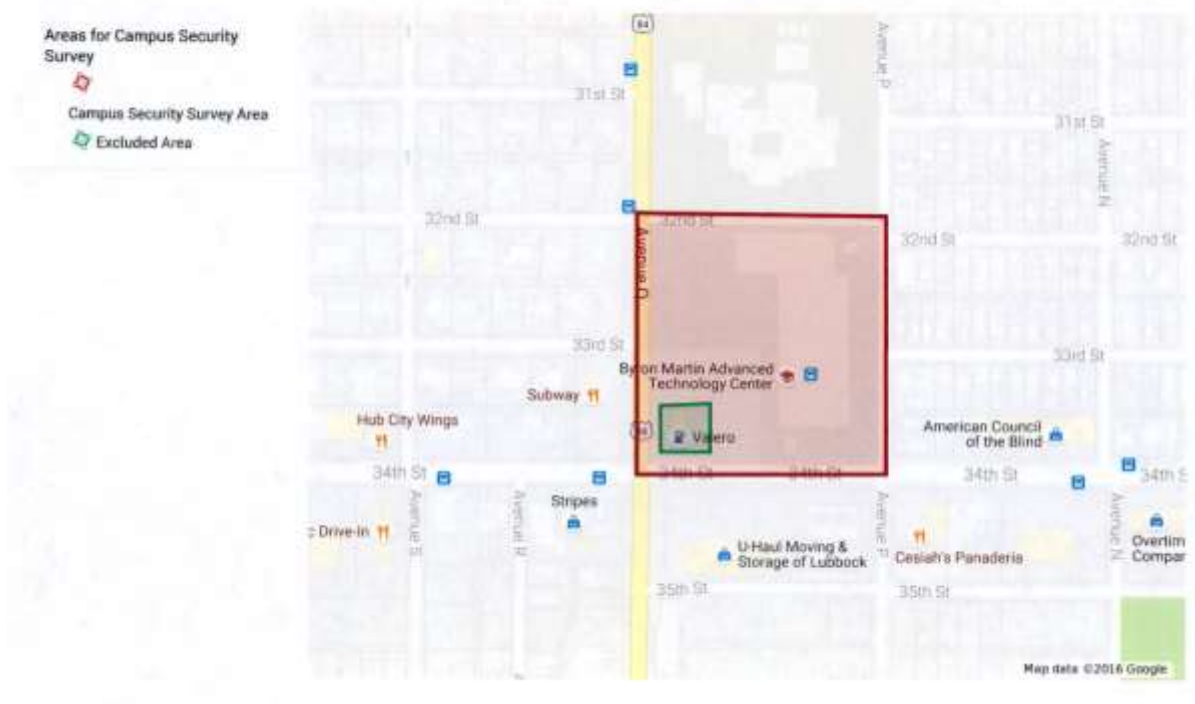 Areas for Campus Security
Survey
Campus Security Survey Area
Excluded Area
84
Avenue P
31st St
31st St
Avenue N
32nd St
32nd St
32nd St
32nd St
Avenue Q
33rd St
33rd St
Byron Martin Advanced
Technology Center
Subway
Hub City Wings
Valero
American Council
of the Blind
34th St
34th St
34th St
34th St
34th S
Avenue S
Avenue R
Stripes
Drive-In
Avenue P
Avenue N
U-Haul Moving &
Storage of Lubbock
Cesiah's Panaderia
Overtim
Compar
35th St
35th St
Map data ©2016 Google